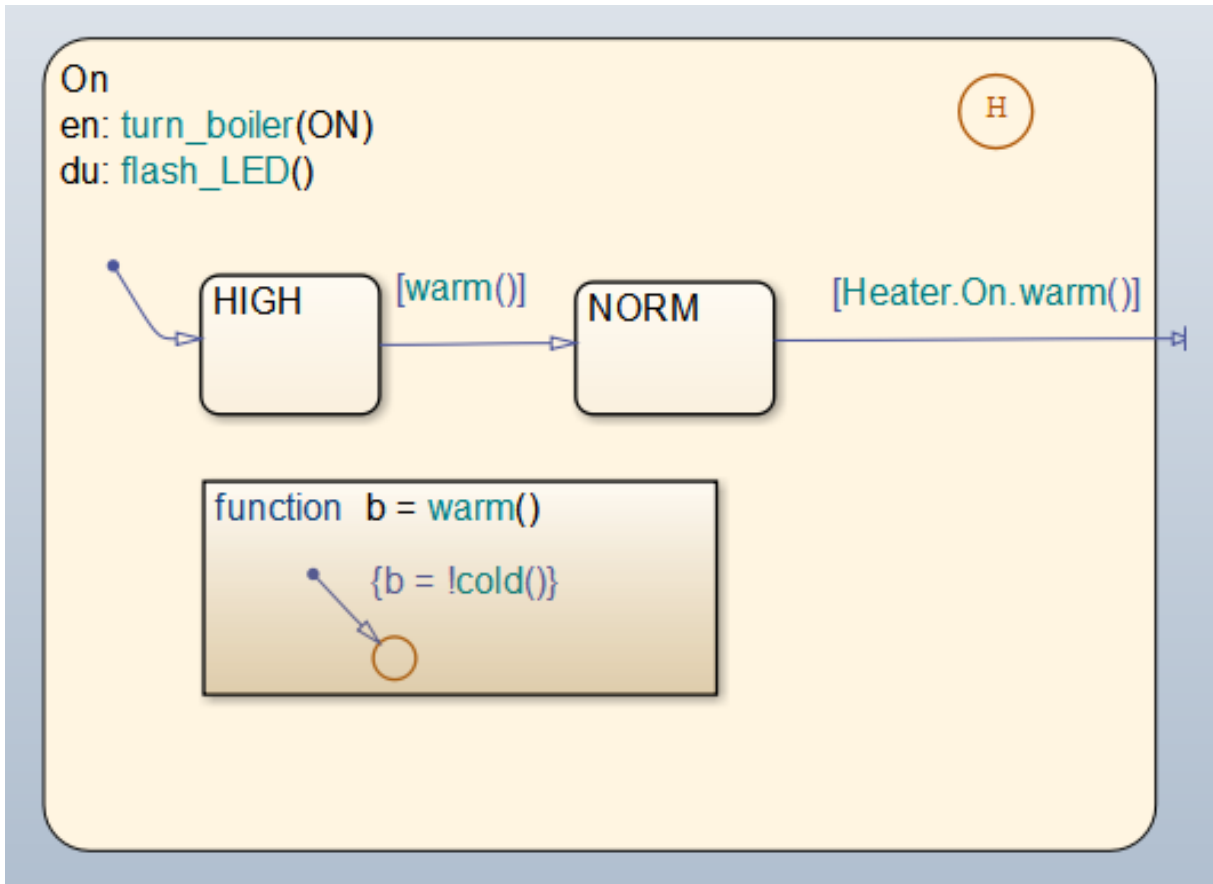 On
H
en: turn_boiler(ON)
du: flash_LED()
HIGH
[warm()]
NORM
[Heater.On.warm()]
function b = warm()
{b = !cold()}